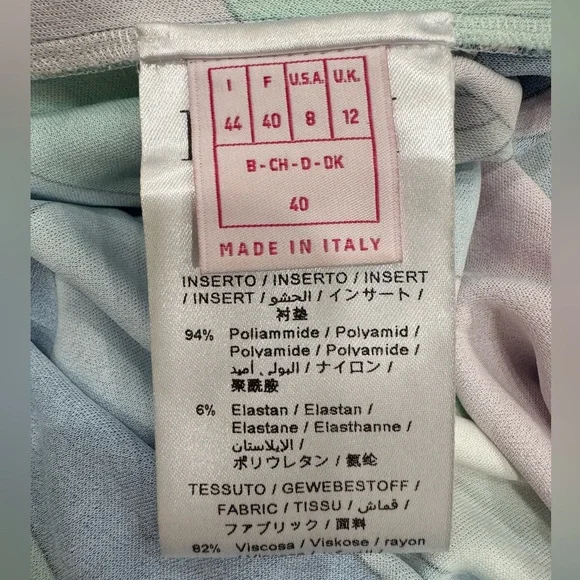 I F U.S.A. U.K.
44 40 8 12
B-CH-D-DK
40
MADE IN ITALY
INSERTO / INSERTO / INSERT
/ INSERT / الحشو / インサート /
衬垫
94% Poliammide / Polyamid /
Polyamide / Polyamide /
البولي أميد / ナイロン /
聚酰胺
6% Elastan / Elastan /
Elastane / Elasthanne /
الإيلاستان /
ポリウレタン / 氨纶
TESSUTO / GEWEBESTOFF /
FABRIC / TISSU / قماش /
ファブリック / 面料
82% Viscosa / Viskose / rayon